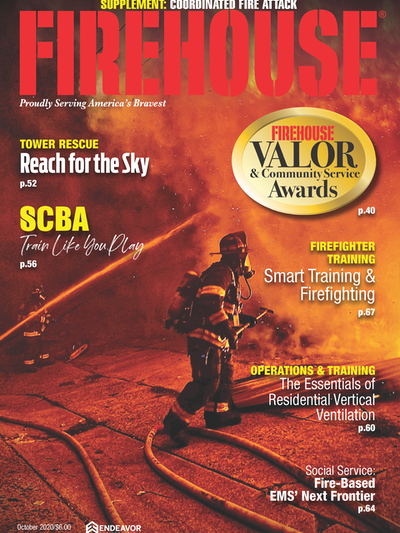 SUPPLEMENT: COORDINATED FIRE ATTACK
FIREHOUSE®
Proudly Serving America's Bravest
TOWER RESCUE
Reach for the Sky
p.52
SCBA
Train Like You Play
p.56
FIREHOUSE
VALOR
& Community Service
Awards
p.40
FIREFIGHTER
TRAINING
Smart Training &
Firefighting
p.67
OPERATIONS & TRAINING
The Essentials of
Residential Vertical
Ventilation
p.60
Social Service:
Fire-Based
EMS' Next Frontier
p.64
October 2020/$6.00
ENDEAVOR